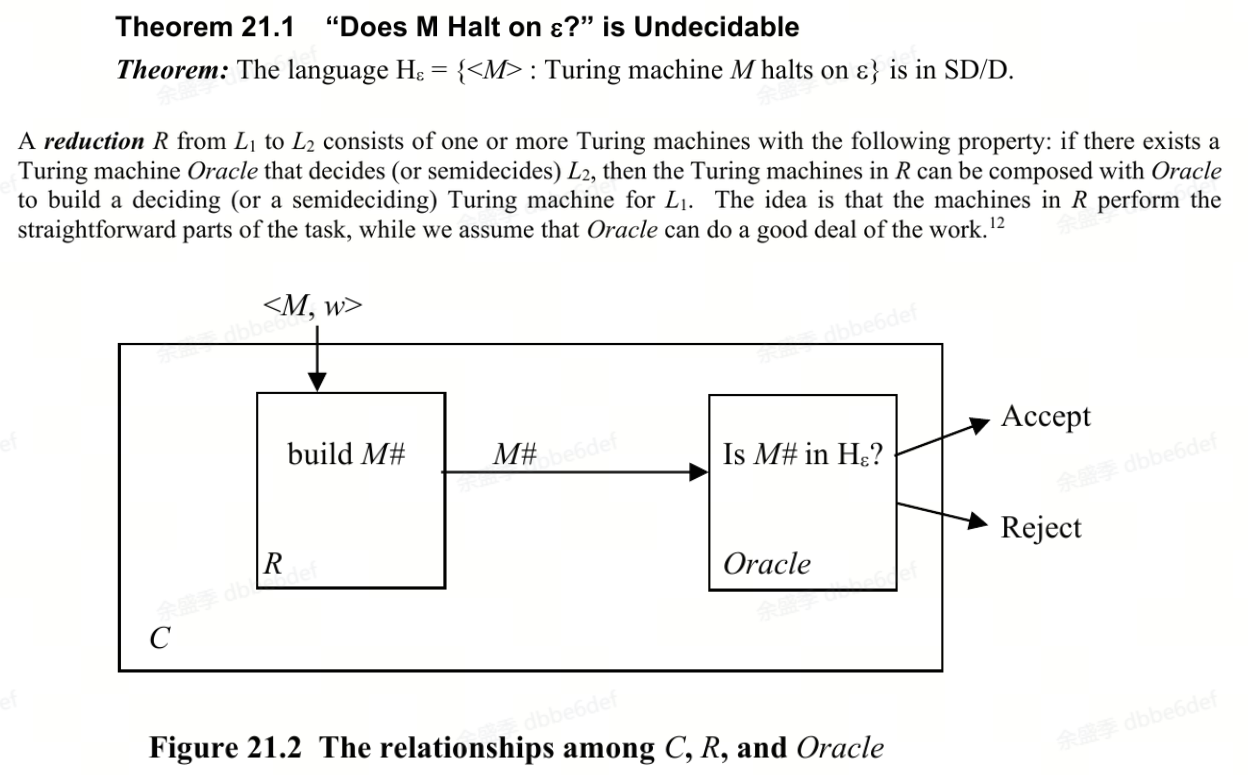 Theorem 21.1 “Does M Halt on ε?” is Undecidable
Theorem: The language Hε = {<M> : Turing machine M halts on ε} is in SD/D.
A reduction R from L1 to L2 consists of one or more Turing machines with the following property: if there exists a
Turing machine Oracle that decides (or semidecides) L2, then the Turing machines in R can be composed with Oracle
to build a deciding (or a semideciding) Turing machine for L1. The idea is that the machines in R perform the
straightforward parts of the task, while we assume that Oracle can do a good deal of the work.12
<M, w>
build M#
M#
Is M# in Hε?
Accept
Reject
R
Oracle
C
Figure 21.2 The relationships among C, R, and Oracle